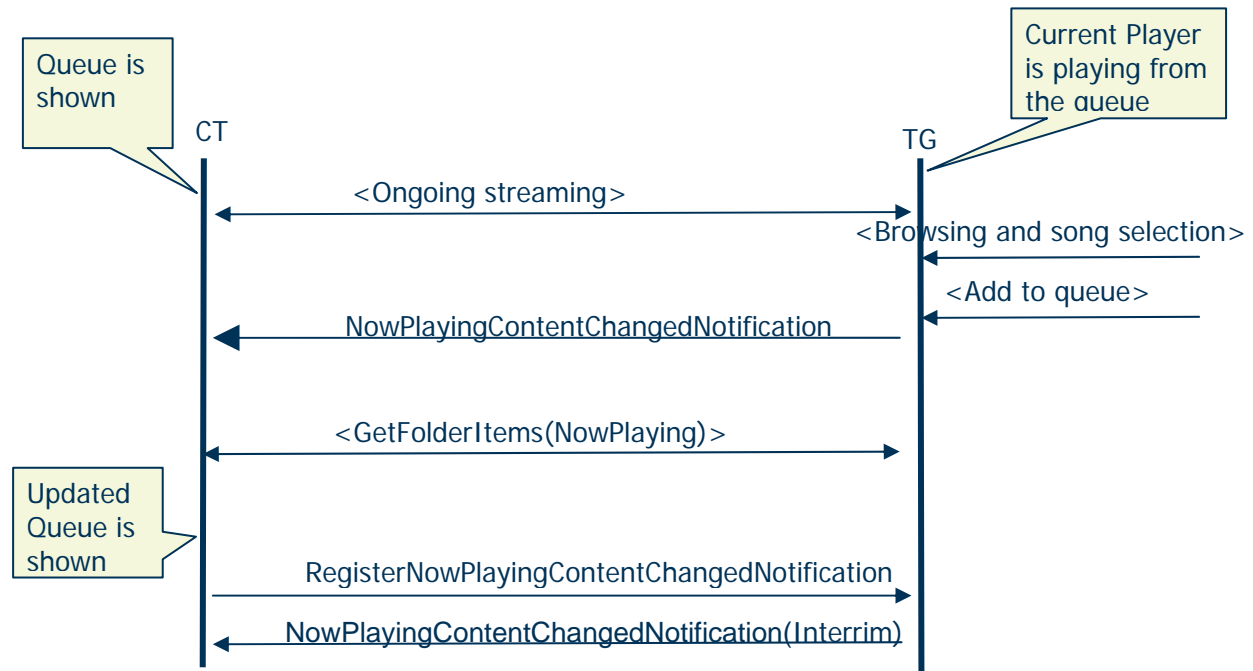 Queue is
shown
Current Player
is playing from
the queue
CT
TG
<Ongoing streaming>
<Browsing and song selection>
<Add to queue>
NowPlayingContentChangedNotification
<GetFolderItems(NowPlaying)>
Updated
Queue is
shown
RegisterNowPlayingContentChangedNotification
NowPlayingContentChangedNotification(Interrim)